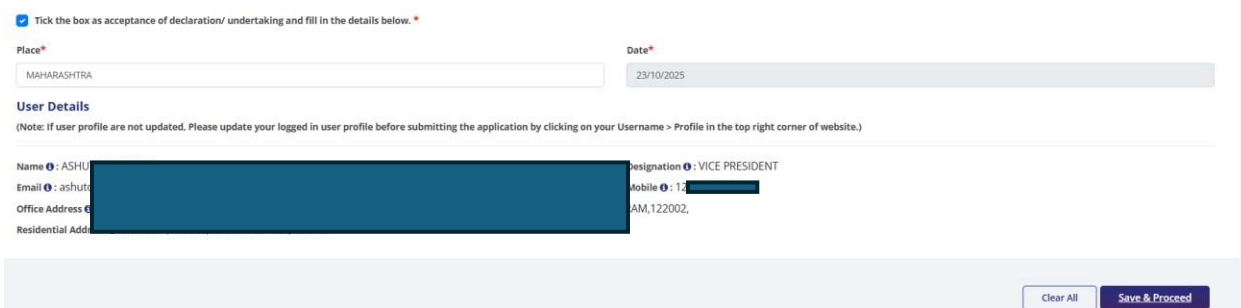 Tick the box as acceptance of declaration/ undertaking and fill in the details below. *
Place* Date*
MAHARASHTRA 23/10/2025
User Details
(Note: If user profile are not updated, Please update your logged in user profile before submitting the application by clicking on your Username > Profile in the top right corner of website.)
Name : ASHU Designation : VICE PRESIDENT
Email : ashuto Mobile : 12
Office Address AM,122002,
Residential Addr
Clear All Save & Proceed